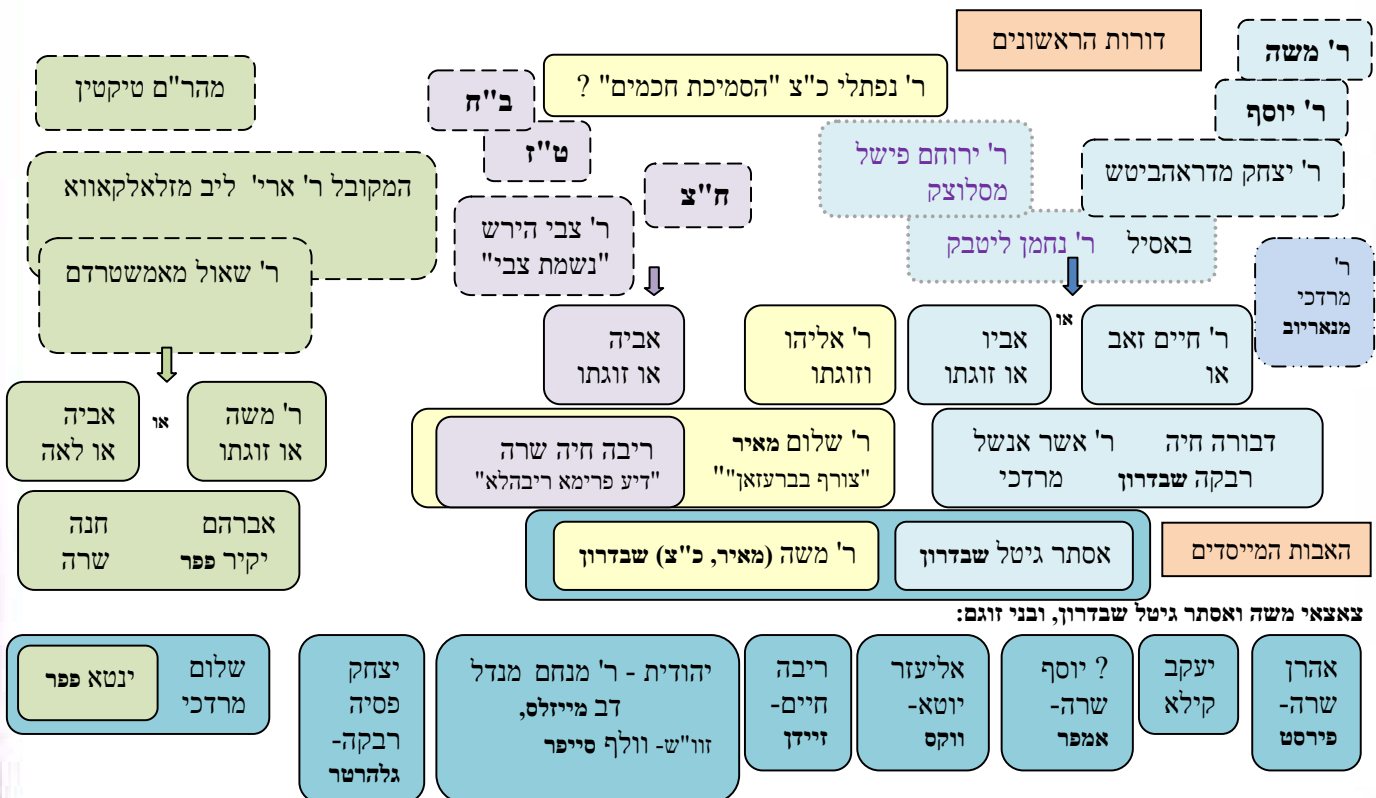 דורות הראשונים
ר' משה
ר' יוסף
ר' יצחק מדראהביטש
ר' נפתלי כ"צ "הסמיכת חכמים" ?
ב"ח
ט"ז
ח"צ
ר' צבי הירש
"נשמת צבי"
מהר"ם טיקטין
המקובל ר' ארי' ליב מזלאלקאווא
ר' שאול מאמשטרדם
ר' ירוחם פישל
מסלוצק
באסיל ר' נחמן ליטבק
ר'
מרדכי
מנאריוב
ר' חיים זאב
או
או
אביו
או זוגתו
ר' אליהו
וזוגתו
אביה
או זוגתו
ר' משה
או זוגתו
או
אביה
או לאה
דבורה חיה ר' אשר אנשל
רבקה שבדרון מרדכי
ר' שלום מאיר
"צורף בברעזאן""
ריבה חיה שרה
"דיע פרימא ריבהלא"
אברהם חנה
יקיר פפר שרה
האבות המייסדים
אסתר גיטל שבדרון
ר' משה (מאיר, כ"צ) שבדרון
צאצאי משה ואסתר גיטל שבדרון, ובני זוגם:
אהרן
שרה-
פירסט
יעקב
קילא
? יוסף
שרה-
אמפר
אליעזר
יוטא-
ווקס
ריבה
חיים-
זיידן
יהודית - ר' מנחם מנדל
דב מייזלס,
זוו"ש- וולף סייפר
יצחק
פסיה
רבקה-
גלהרטר
שלום
מרדכי
ינטא פפר